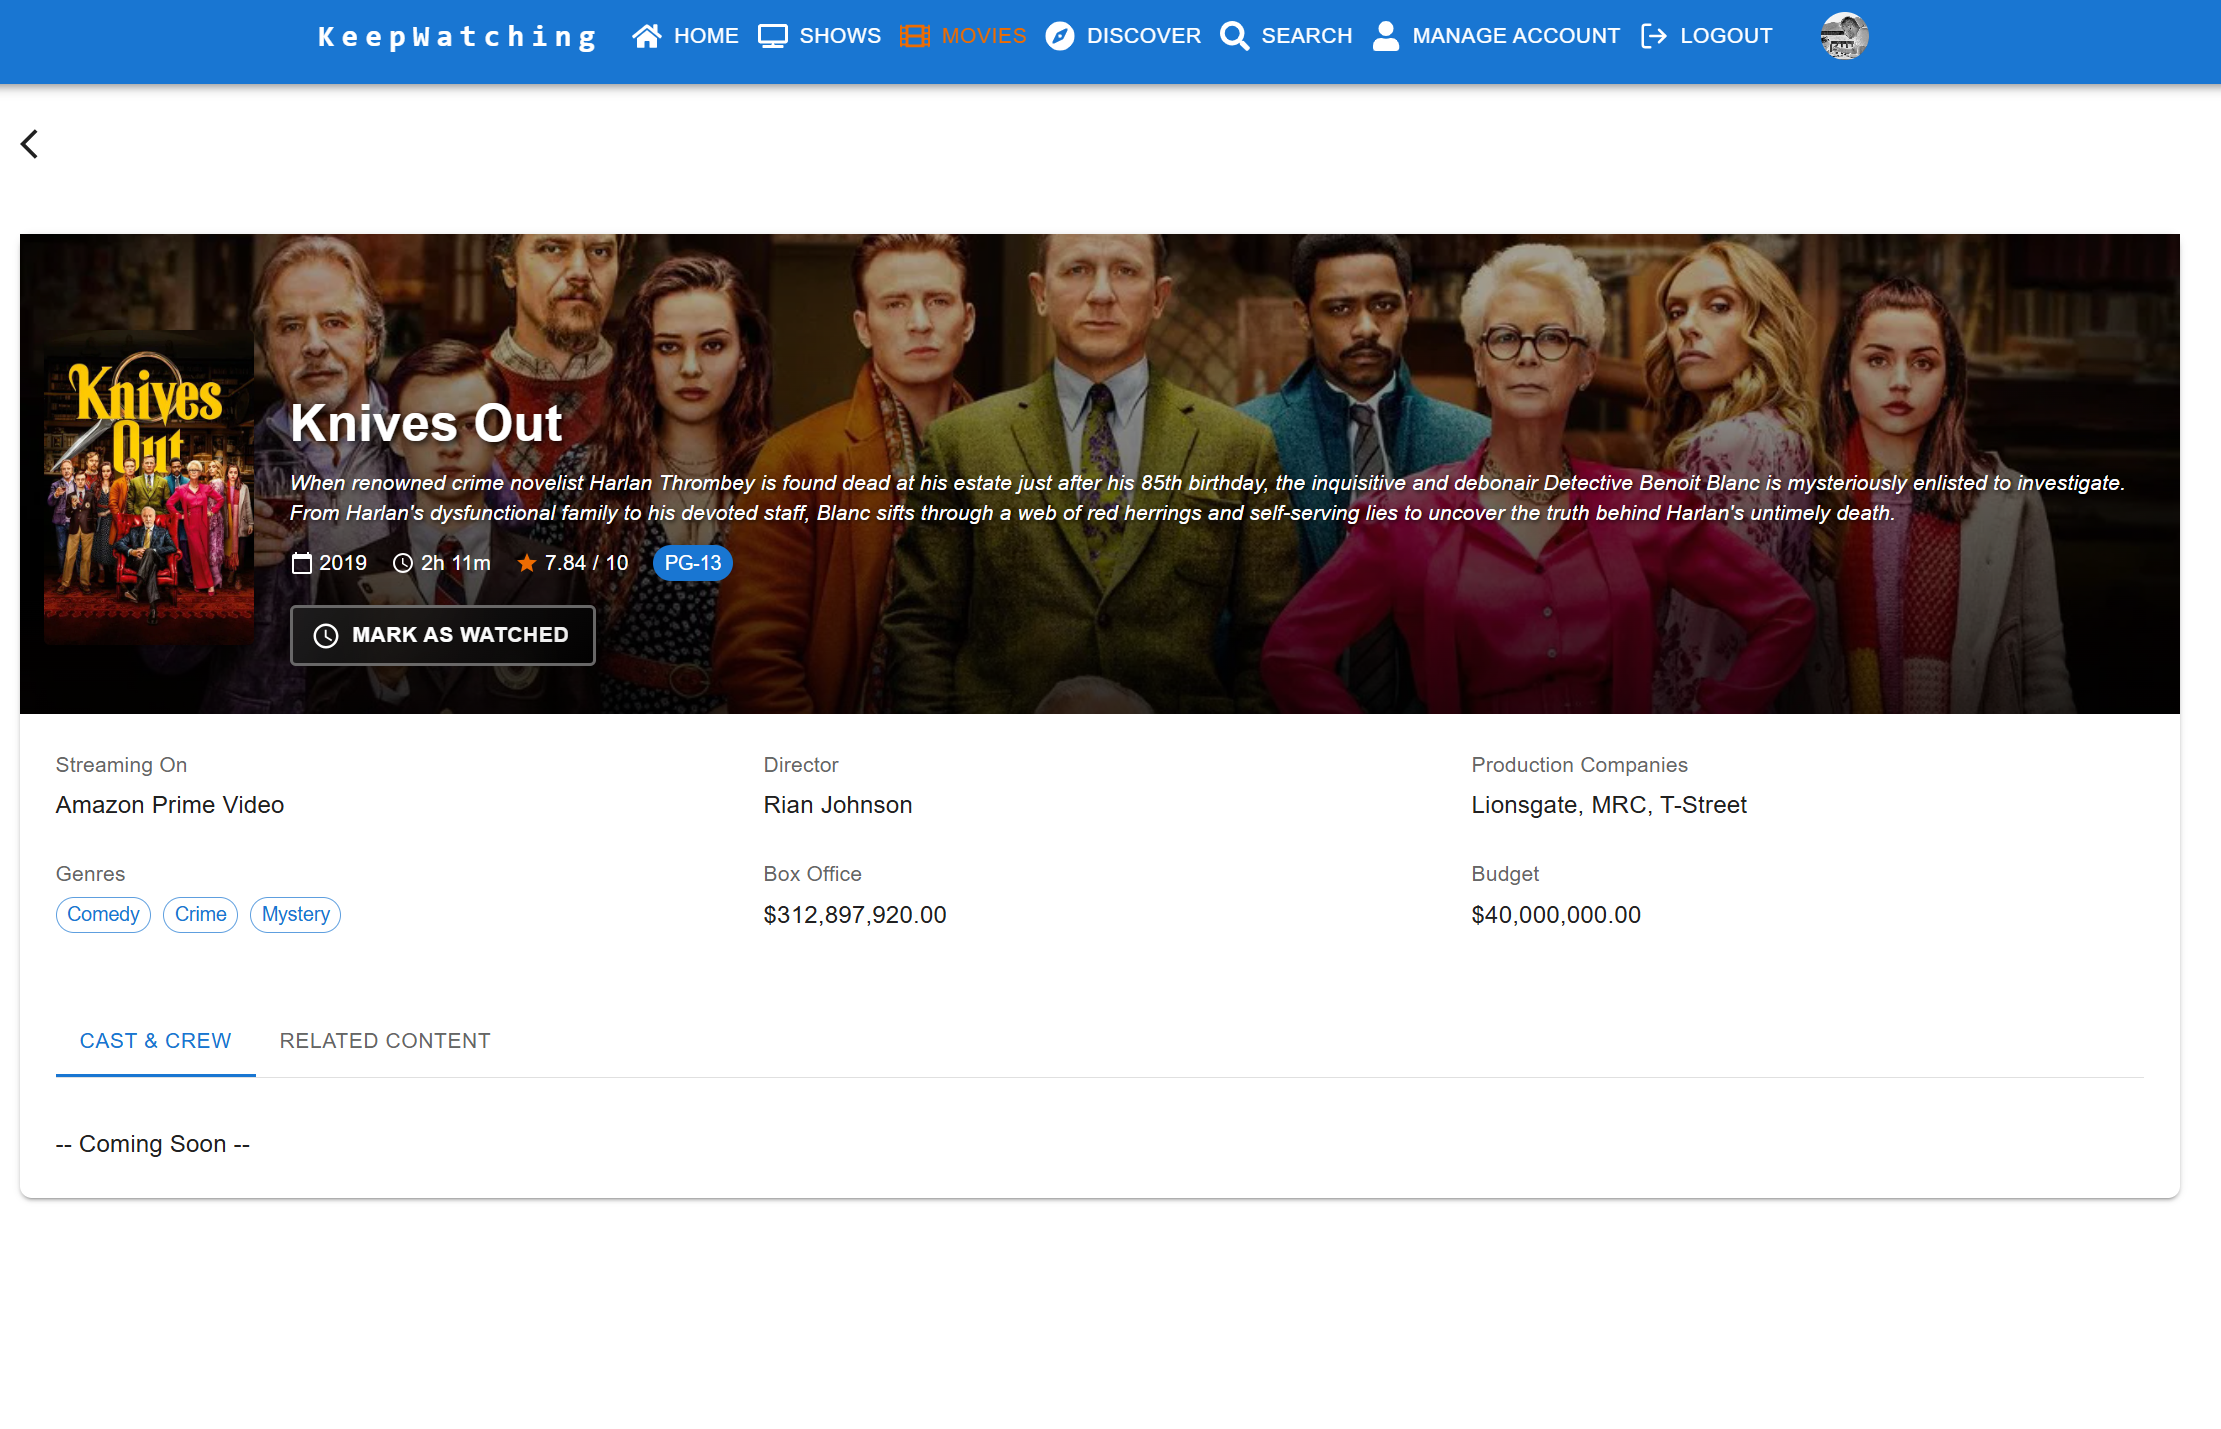 KeepWatching HOME SHOWS MOVIES DISCOVER SEARCH MANAGE ACCOUNT LOGOUT
Knives
Out
Knives Out
When renowned crime novelist Harlan Thrombey is found dead at his estate just after his 85th birthday, the inquisitive and debonair Detective Benoit Blanc is mysteriously enlisted to investigate.
From Harlan's dysfunctional family to his devoted staff, Blanc sifts through a web of red herrings and self-serving lies to uncover the truth behind Harlan's untimely death.
2019 2h 11m 7.84 / 10 PG-13
MARK AS WATCHED
Streaming On Director Production Companies
Amazon Prime Video Rian Johnson Lionsgate, MRC, T-Street
Genres Box Office Budget
Comedy Crime Mystery $312,897,920.00 $40,000,000.00
CAST & CREW RELATED CONTENT
-- Coming Soon --